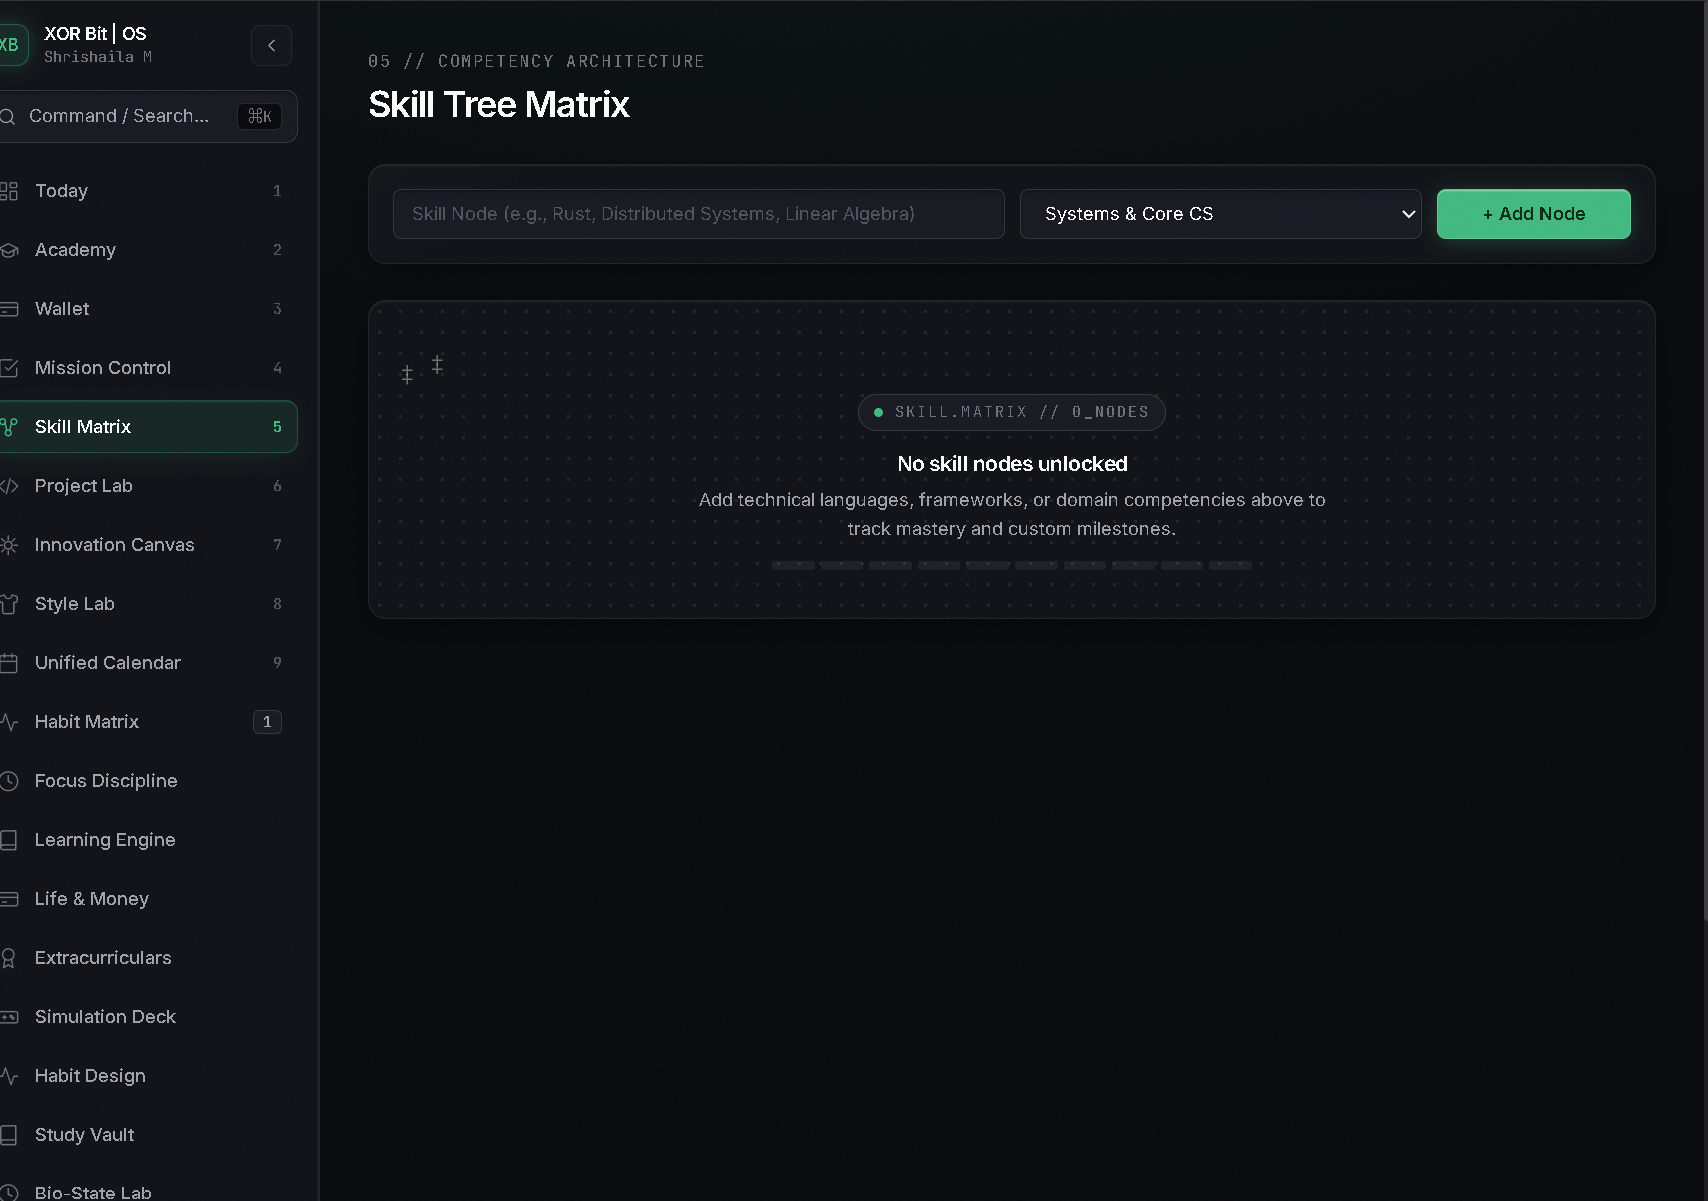 XB
XOR Bit | OS
Shrishaila M
Command / Search...
⌘K
Today 1
Academy 2
Wallet 3
Mission Control 4
Skill Matrix 5
Project Lab 6
Innovation Canvas 7
Style Lab 8
Unified Calendar 9
Habit Matrix 1
Focus Discipline
Learning Engine
Life & Money
Extracurriculars
Simulation Deck
Habit Design
Study Vault
Bio-State Lab
05 // COMPETENCY ARCHITECTURE
Skill Tree Matrix
Skill Node (e.g., Rust, Distributed Systems, Linear Algebra)
Systems & Core CS
+ Add Node
‡ ‡
SKILL.MATRIX // 0_NODES
No skill nodes unlocked
Add technical languages, frameworks, or domain competencies above to
track mastery and custom milestones.